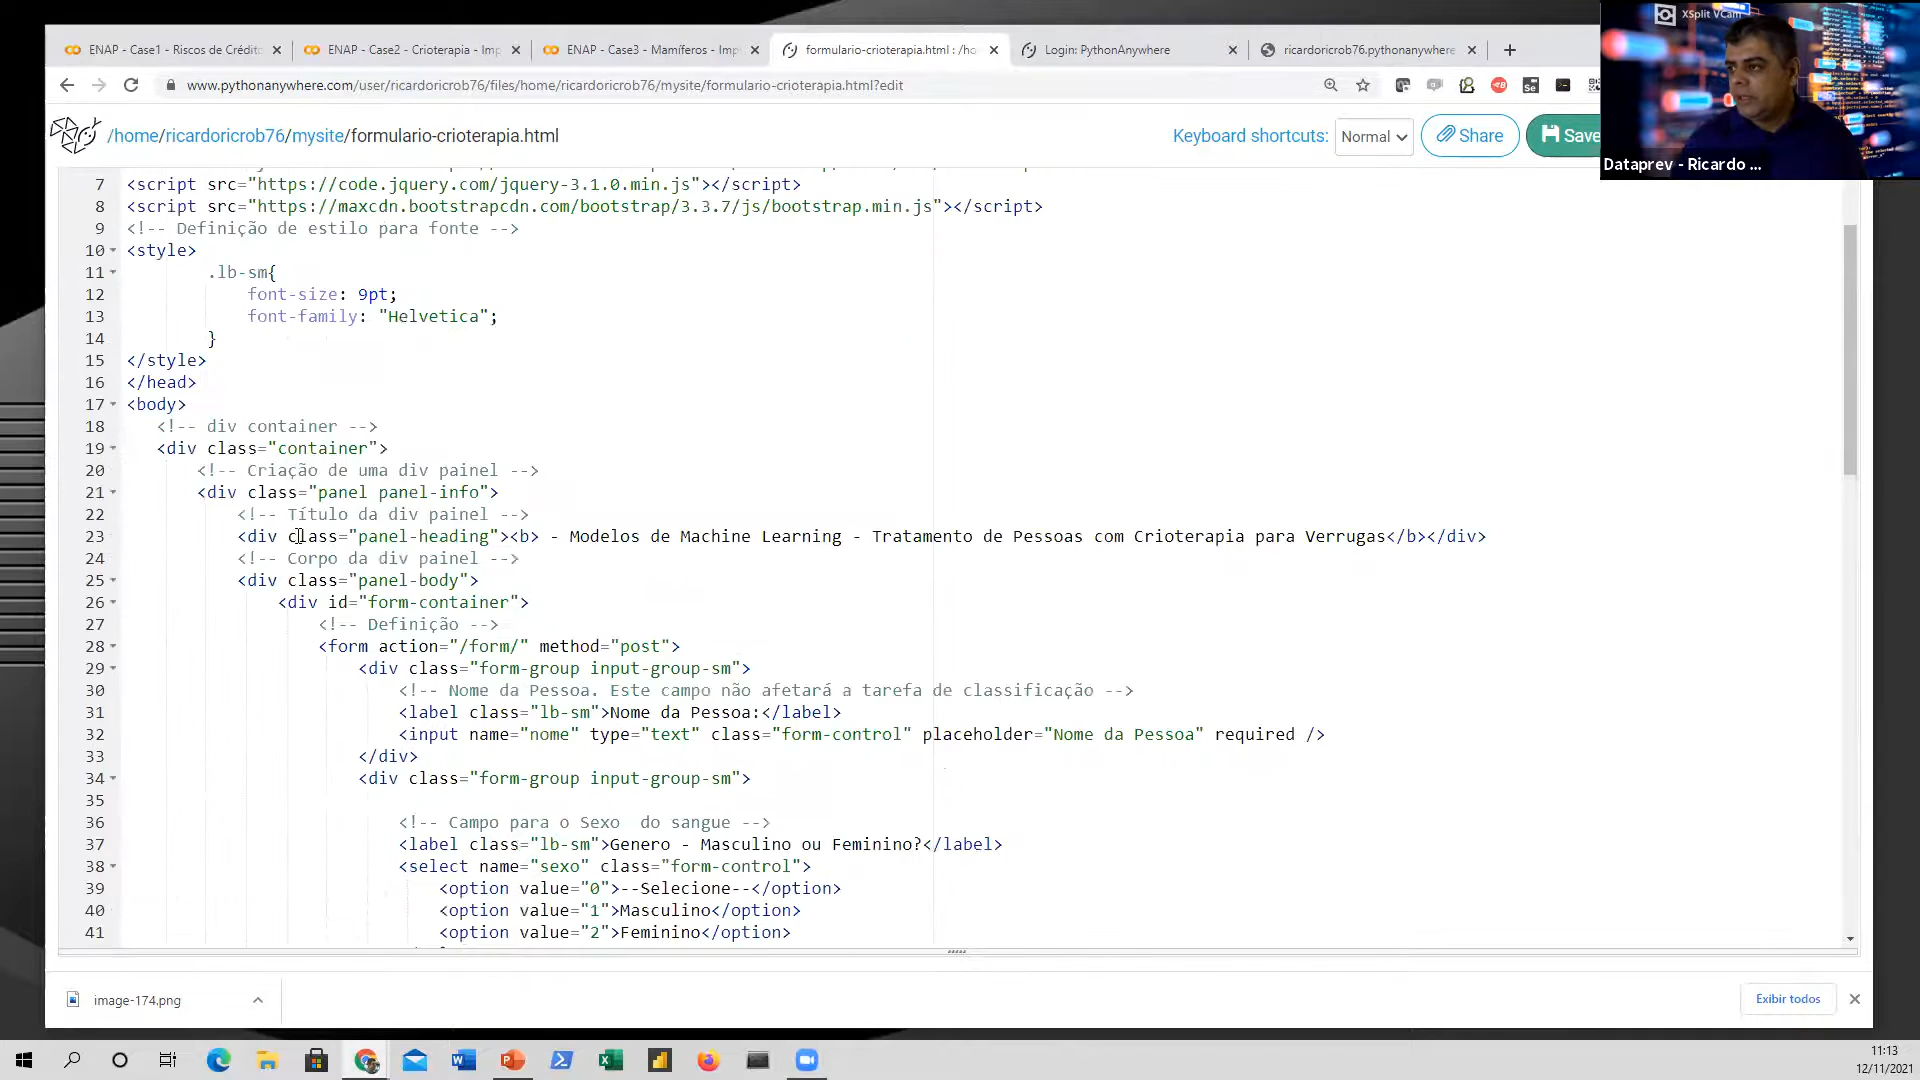 XSplit VCam
Dataprev - Ricardo ...
ENAP - Case1 - Riscos de Crédito
ENAP - Case2 - Crioterapia - Imp
ENAP - Case3 - Mamíferos - Imp
formulario-crioterapia.html : /ho
Login: PythonAnywhere
ricardoricrob76.pythonanywhere
www.pythonanywhere.com/user/ricardoricrob76/files/home/ricardoricrob76/mysite/formulario-crioterapia.html?edit
/home/ricardoricrob76/mysite/formulario-crioterapia.html
Keyboard shortcuts:
Normal
Share
Save
7 <script src="https://code.jquery.com/jquery-3.1.0.min.js"></script>
8 <script src="https://maxcdn.bootstrapcdn.com/bootstrap/3.3.7/js/bootstrap.min.js"></script>
9 <!-- Definição de estilo para fonte -->
10 <style>
11 .lb-sm{
12 font-size: 9pt;
13 font-family: "Helvetica";
14 }
15 </style>
16 </head>
17 <body>
18 <!-- div container -->
19 <div class="container">
20 <!-- Criação de uma div painel -->
21 <div class="panel panel-info">
22 <!-- Título da div painel -->
23 <div class="panel-heading"><b> - Modelos de Machine Learning - Tratamento de Pessoas com Crioterapia para Verrugas</b></div>
24 <!-- Corpo da div painel -->
25 <div class="panel-body">
26 <div id="form-container">
27 <!-- Definição -->
28 <form action="/form/" method="post">
29 <div class="form-group input-group-sm">
30 <!-- Nome da Pessoa. Este campo não afetará a tarefa de classificação -->
31 <label class="lb-sm">Nome da Pessoa:</label>
32 <input name="nome" type="text" class="form-control" placeholder="Nome da Pessoa" required />
33 </div>
34 <div class="form-group input-group-sm">
35
36 <!-- Campo para o Sexo  do sangue -->
37 <label class="lb-sm">Genero - Masculino ou Feminino?</label>
38 <select name="sexo" class="form-control">
39 <option value="0">--Selecione--</option>
40 <option value="1">Masculino</option>
41 <option value="2">Feminino</option>
image-174.png
Exibir todos
11:13
12/11/2021